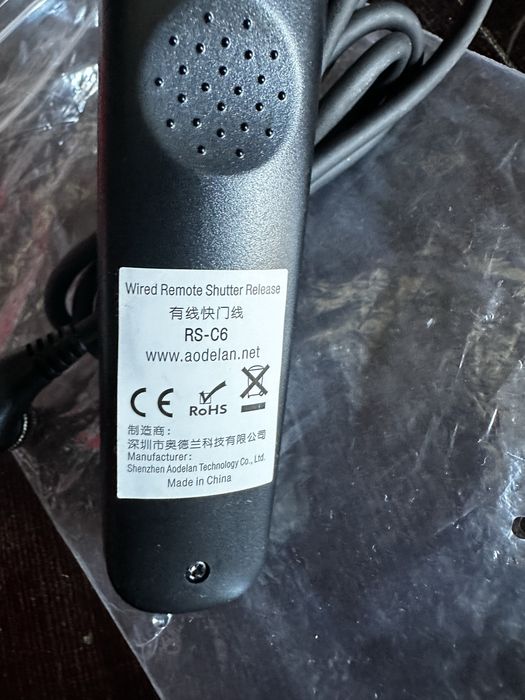 Wired Remote Shutter Release
有线快门线
RS-C6
www.aodelan.net
CE RoHS
制造商：
深圳市奥德兰科技有限公司
Manufacturer:
Shenzhen Aodelan Technology Co., Ltd.
Made in China